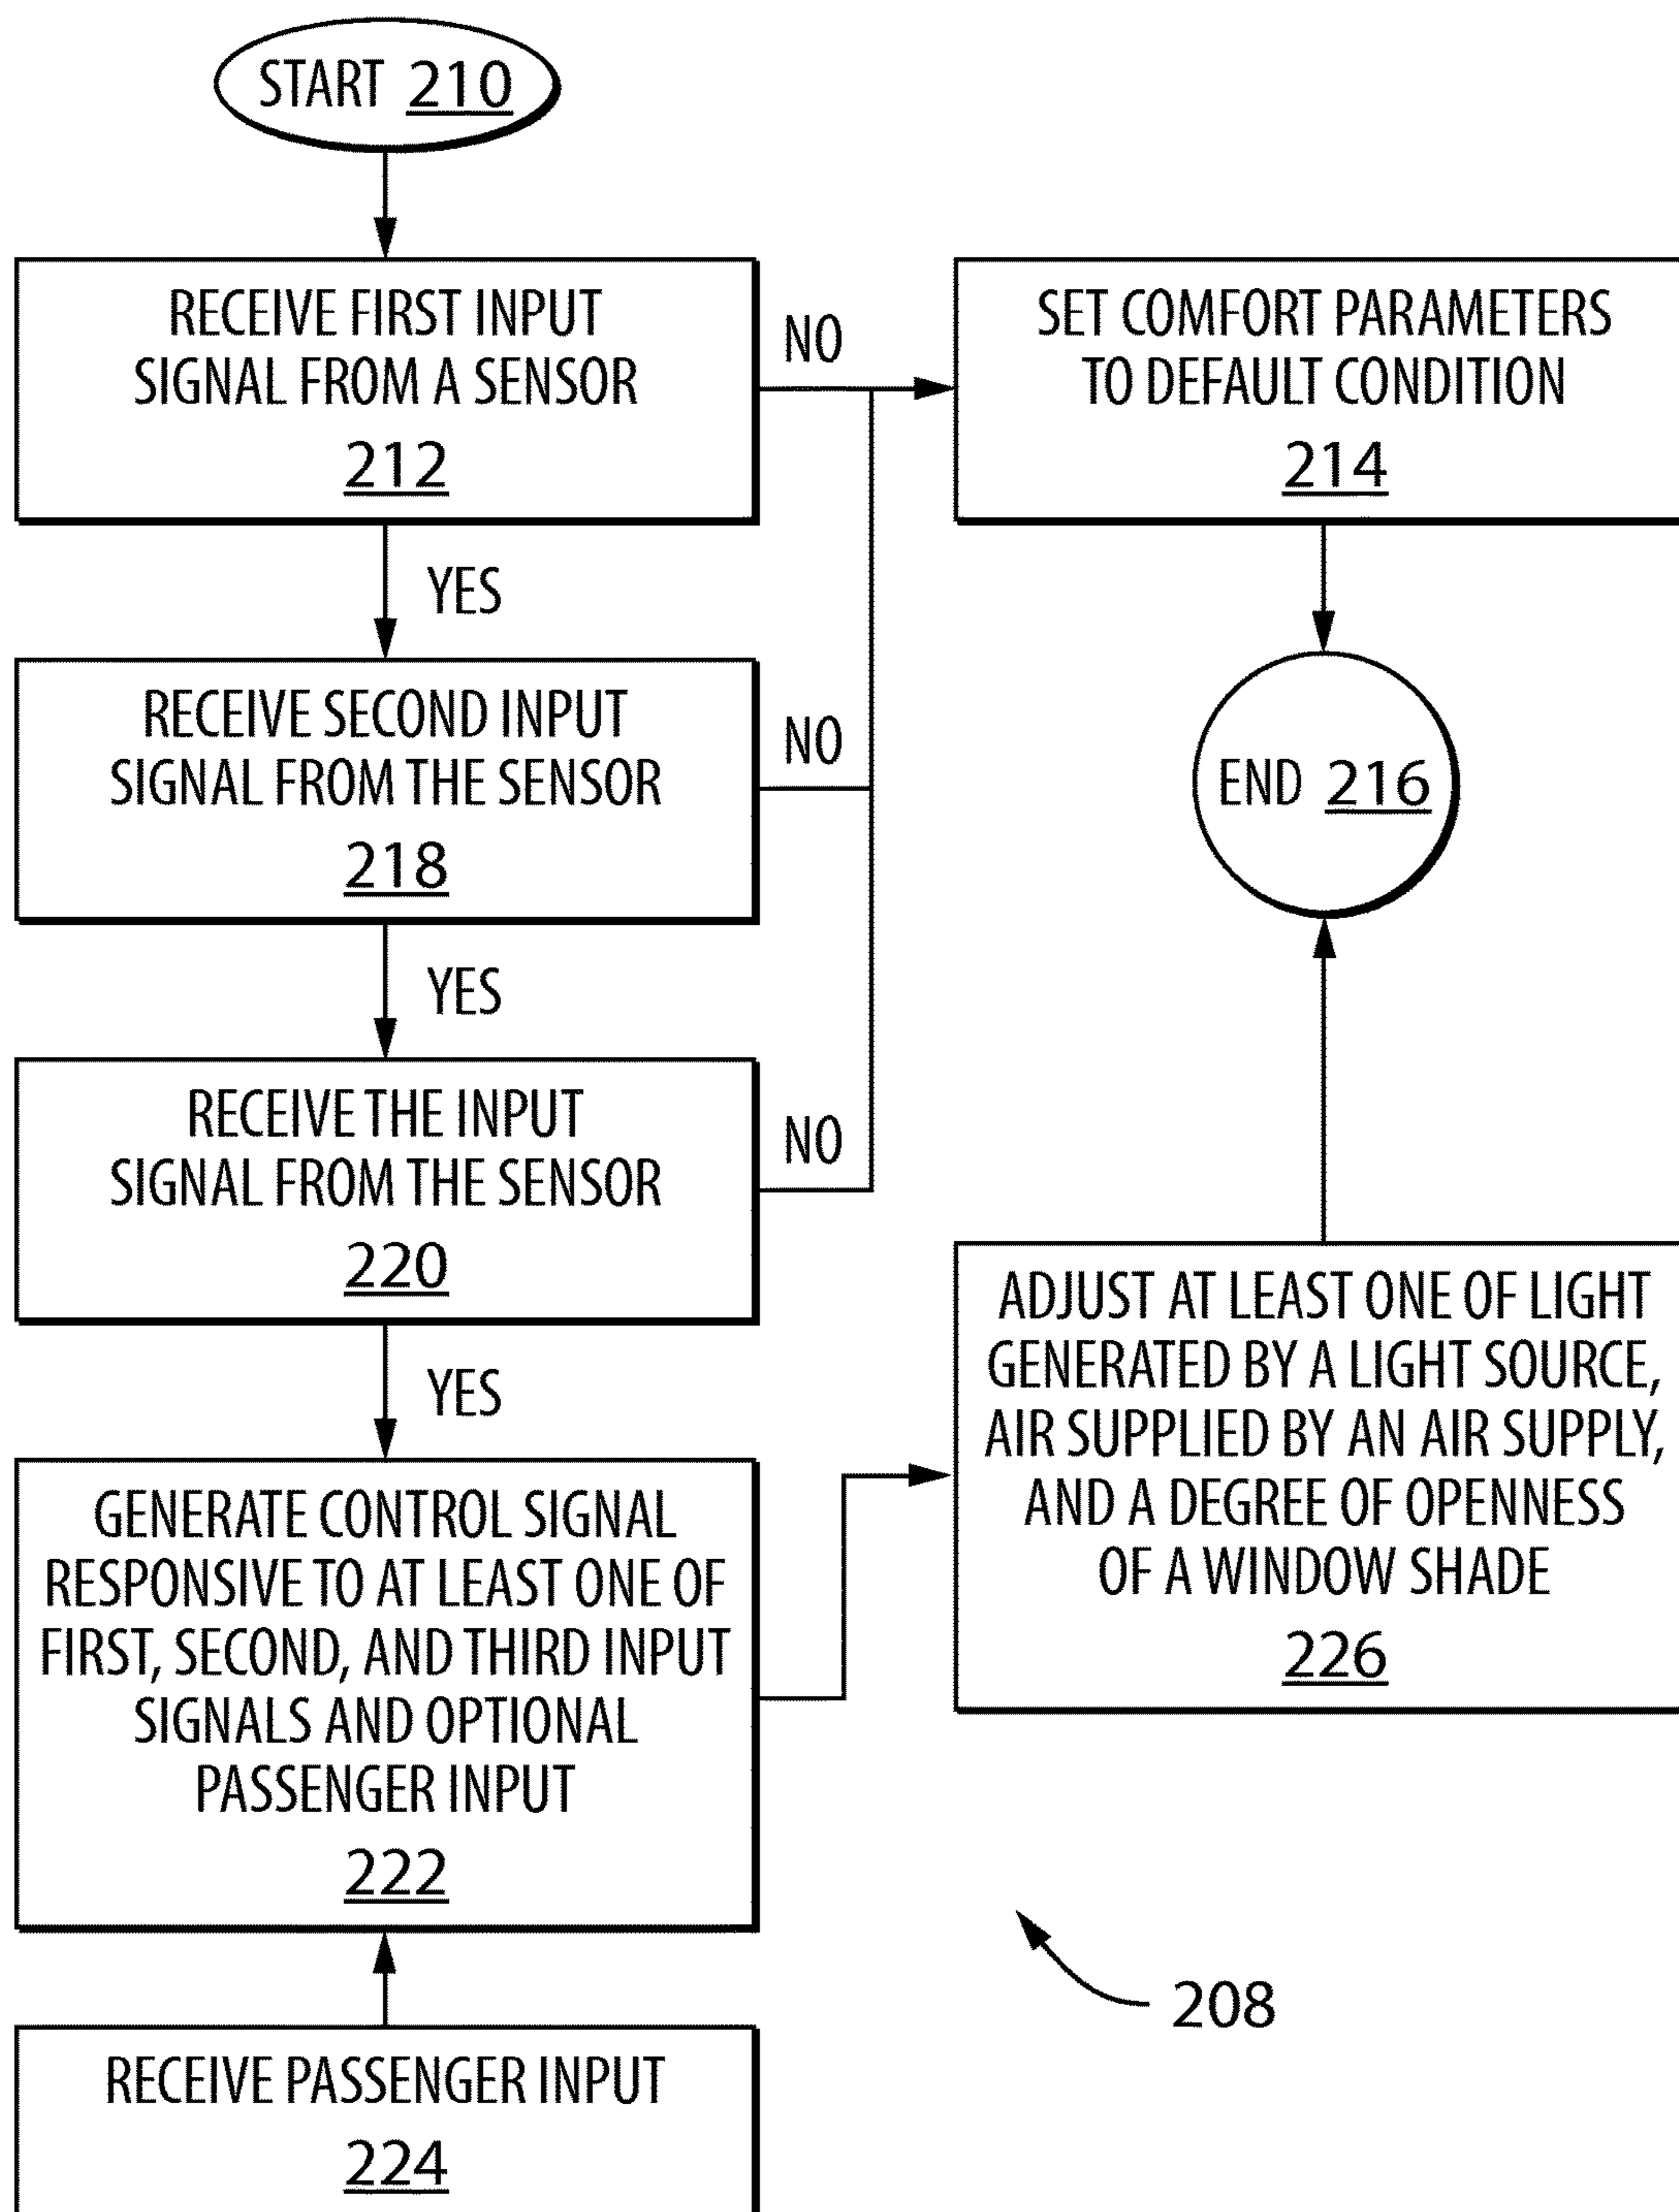 START 210
RECEIVE FIRST INPUT
SIGNAL FROM A SENSOR
212
NO
SET COMFORT PARAMETERS
TO DEFAULT CONDITION
214
YES
RECEIVE SECOND INPUT
SIGNAL FROM THE SENSOR
218
NO
END 216
YES
RECEIVE THE INPUT
SIGNAL FROM THE SENSOR
220
NO
YES
GENERATE CONTROL SIGNAL
RESPONSIVE TO AT LEAST ONE OF
FIRST, SECOND, AND THIRD INPUT
SIGNALS AND OPTIONAL
PASSENGER INPUT
222
ADJUST AT LEAST ONE OF LIGHT
GENERATED BY A LIGHT SOURCE,
AIR SUPPLIED BY AN AIR SUPPLY,
AND A DEGREE OF OPENNESS
OF A WINDOW SHADE
226
208
RECEIVE PASSENGER INPUT
224